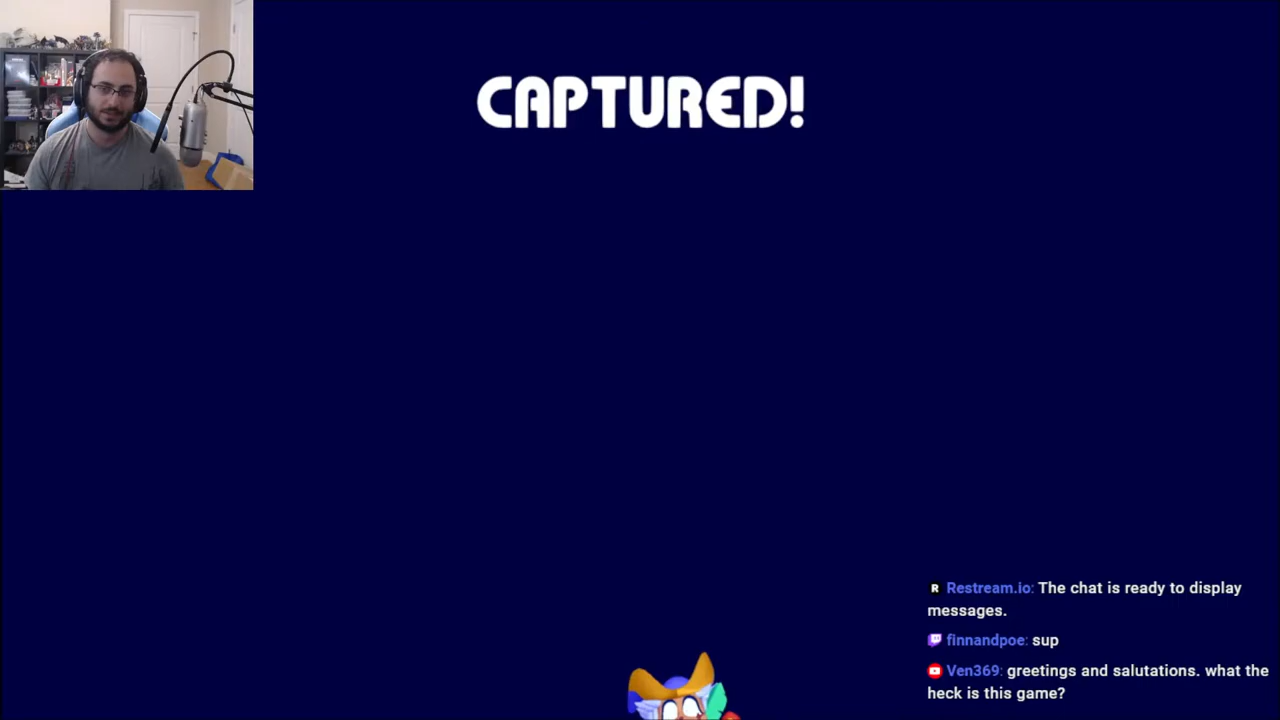 CAPTURED!
Restream.io: The chat is ready to display
messages.
finnandpoe: sup
Ven369: greetings and salutations. what the
heck is this game?